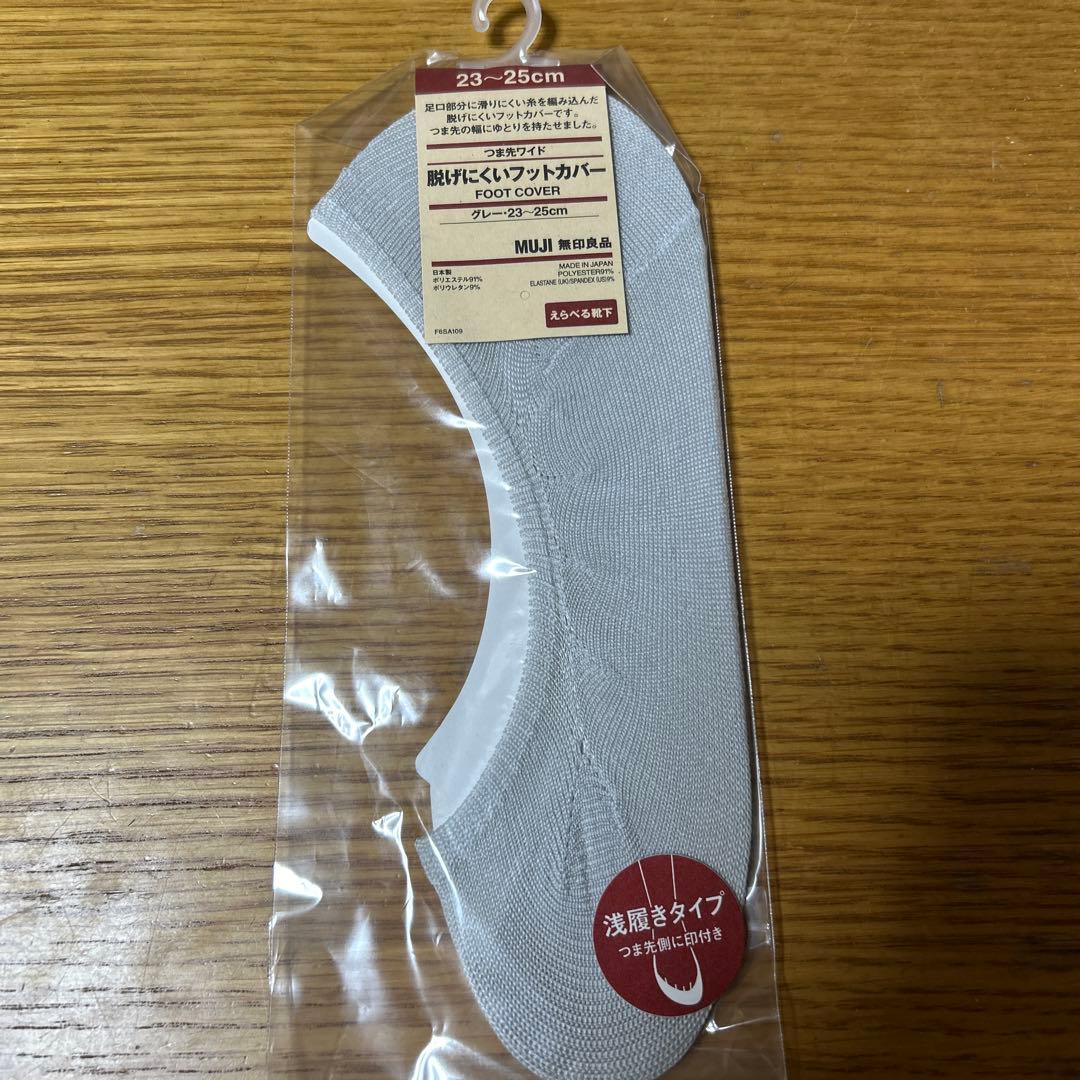 23〜25cm
足口部分に滑りにくい糸を編み込んだ
脱げにくいフットカバーです。
つま先の幅にゆとりを持たせました。
つま先ワイド
脱げにくいフットカバー
FOOT COVER
グレー・23〜25cm
MUJI 無印良品
日本製
ポリエステル91%
ポリウレタン9%
MADE IN JAPAN
POLYESTER91%
ELASTANE (UK)/SPANDEX (US)9%
えらべる靴下
F6SA109
浅履きタイプ
つま先側に印付き